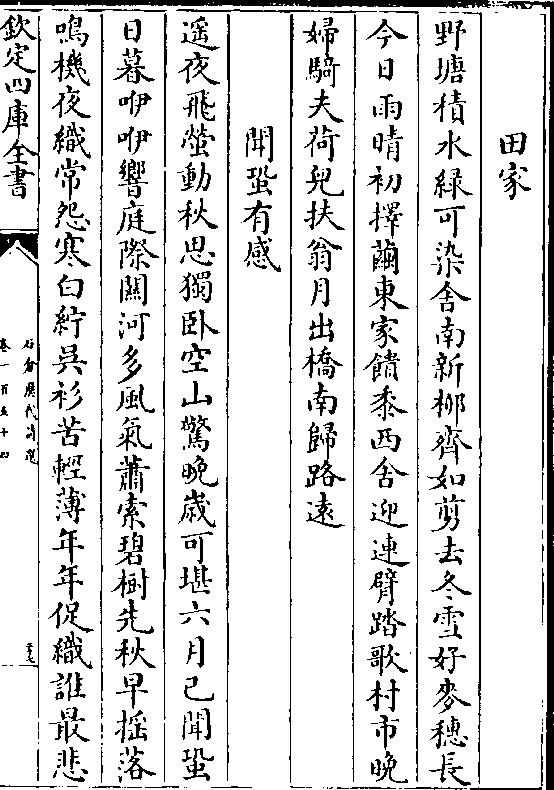 田家
野塘積水緑可染舍南新栁齊如剪去冬雪好麥穗長
今日雨晴初擇繭東家饋黍西舍迎連臂踏歌村市晚
婦騎夫荷兒扶翁月出橋南歸路遠
聞蛩有感
遥夜飛螢動秋思獨卧空山驚晚嵗可堪六月已聞蛩
日暮咿咿響庭際關河多風氣蕭索碧樹先秋早揺落
鳴機夜織常怨寒白紵吳衫苦輕薄年年促織誰最悲
欽定四庫全書
石倉歴代詩選
卷一百五十四